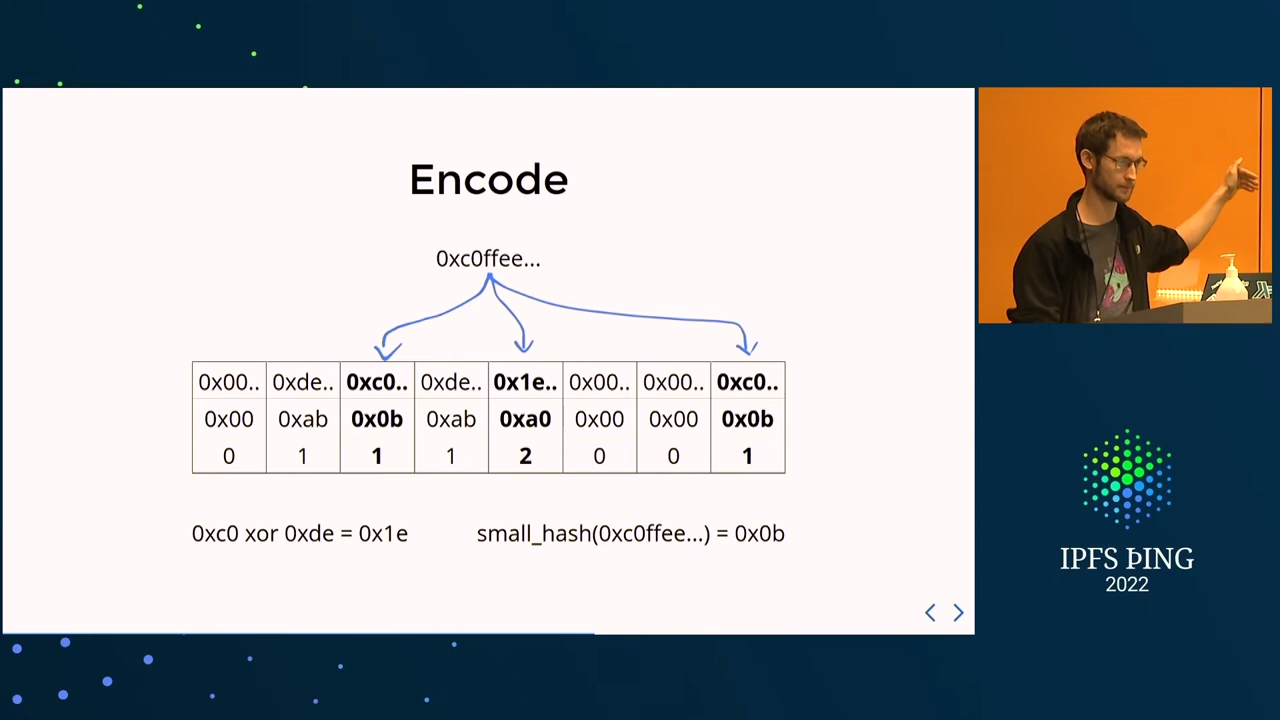 Encode
0xc0ffee...
0x00.. 0xde.. 0xc0.. 0xde.. 0x1e.. 0x00.. 0x00.. 0xc0..
0x00 0xab 0x0b 0xab 0xa0 0x00 0x00 0x0b
0 1 1 1 2 0 0 1
0xc0 xor 0xde = 0x1e small_hash(0xc0ffee...) = 0x0b
IPFS ÞING
2022